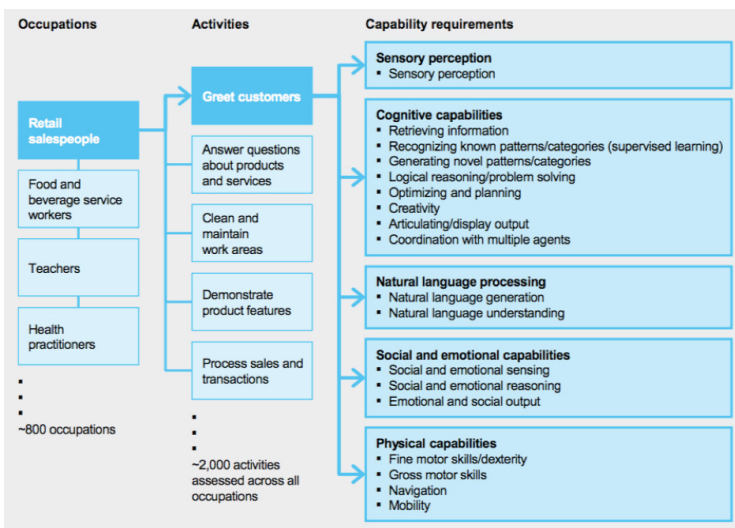 Occupations
Activities
Capability requirements
Retail
salespeople
Food and
beverage service
workers
Teachers
Health
practitioners
▪
▪
▪
~800 occupations
Greet customers
Answer questions
about products
and services
Clean and
maintain
work areas
Demonstrate
product features
Process sales and
transactions
▪
▪
▪
~2,000 activities
assessed across all
occupations
Sensory perception
▪ Sensory perception
Cognitive capabilities
▪ Retrieving information
▪ Recognizing known patterns/categories (supervised learning)
▪ Generating novel patterns/categories
▪ Logical reasoning/problem solving
▪ Optimizing and planning
▪ Creativity
▪ Articulating/display output
▪ Coordination with multiple agents
Natural language processing
▪ Natural language generation
▪ Natural language understanding
Social and emotional capabilities
▪ Social and emotional sensing
▪ Social and emotional reasoning
▪ Emotional and social output
Physical capabilities
▪ Fine motor skills/dexterity
▪ Gross motor skills
▪ Navigation
▪ Mobility